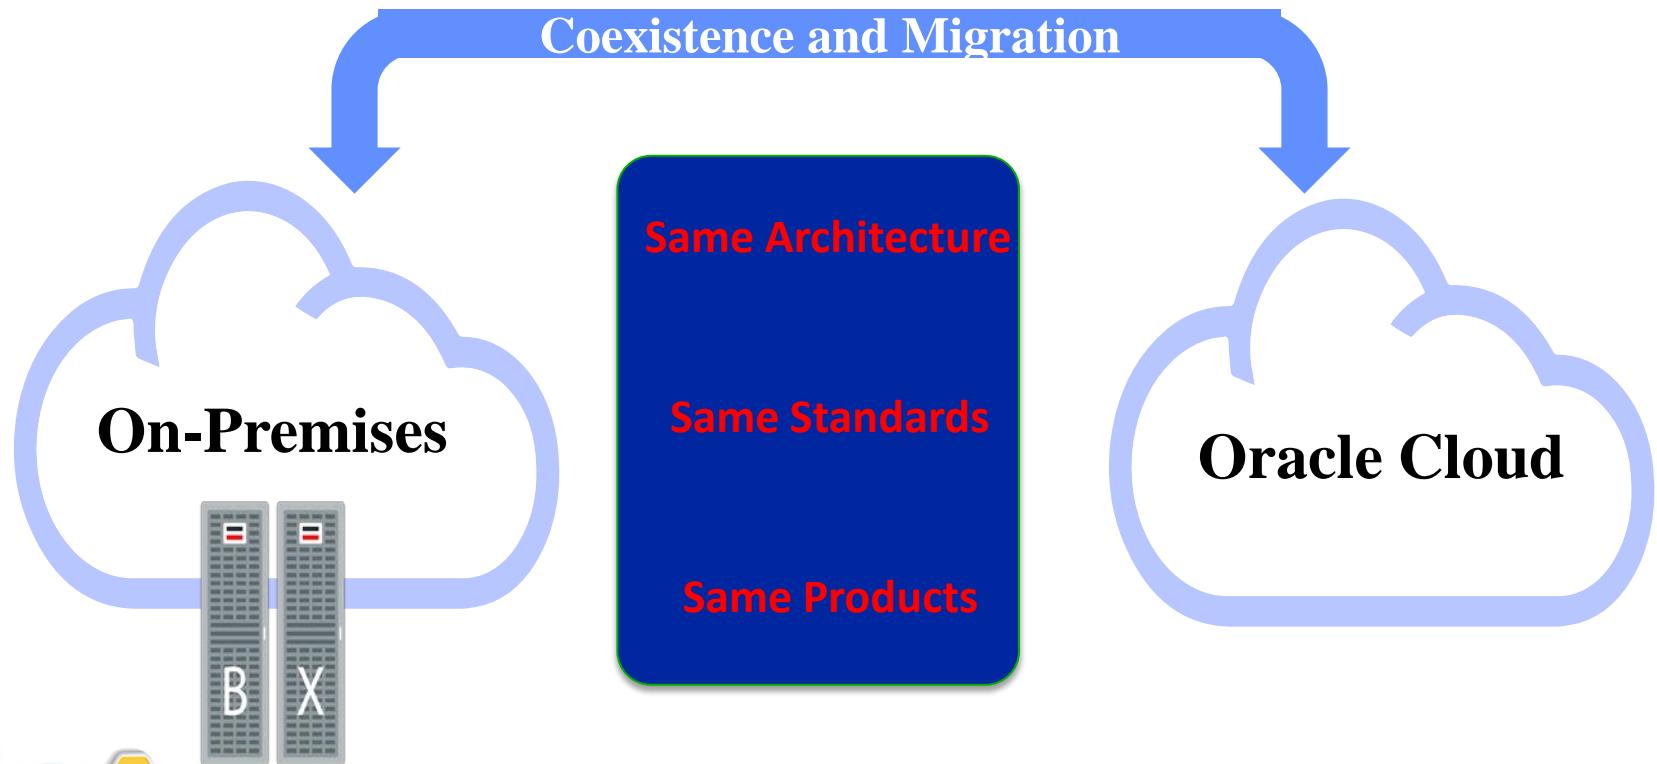 Coexistence and Migration
Same Architecture
On-Premises
Same Standards
Oracle Cloud
Same Products
B X